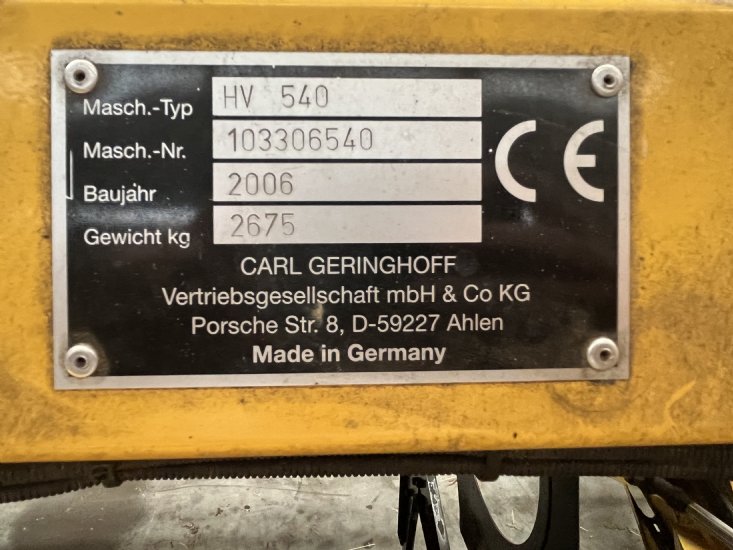 Masch.-Typ HV 540
Masch.-Nr. 103306540
Baujahr 2006
Gewicht kg 2675
CE
CARL GERINGHOFF
Vertriebsgesellschaft mbH & Co KG
Porsche Str. 8, D-59227 Ahlen
Made in Germany